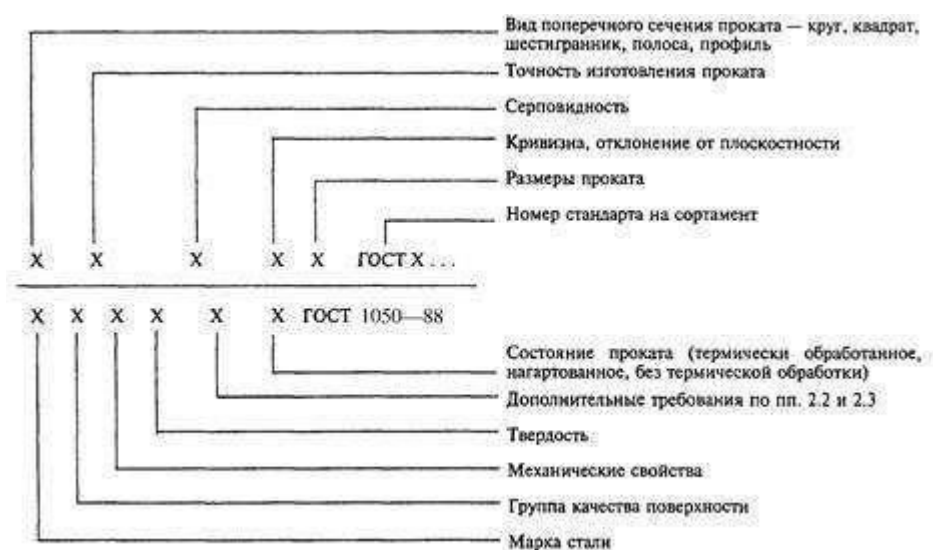 Вид поперечного сечения проката — круг, квадрат,
шестигранник, полоса, профиль
Точность изготовления проката
Серповидность
Кривизна, отклонение от плоскостности
Размеры проката
Номер стандарта на сортамент
Х Х Х Х Х ГОСТ Х . . .
Х Х Х Х Х Х ГОСТ 1050—88
Состояние проката (термически обработанное,
нагартованное, без термической обработки)
Дополнительные требования по пп. 2.2 и 2.3
Твердость
Механические свойства
Группа качества поверхности
Марка стали